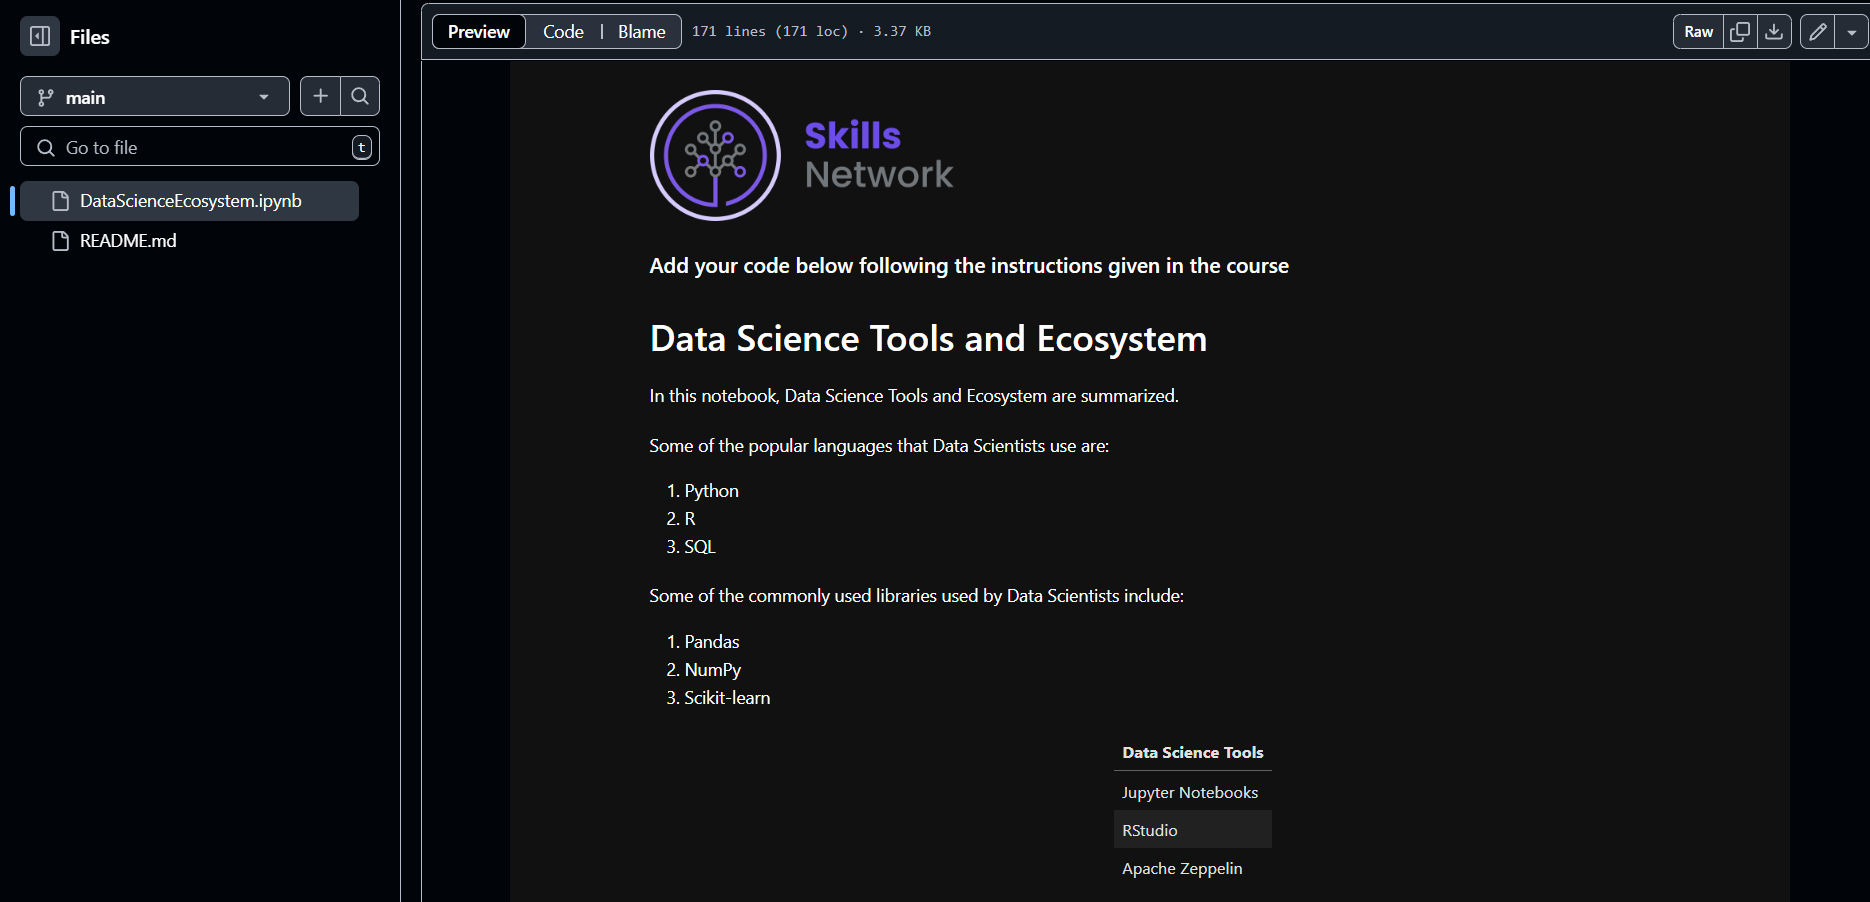 Files
main
Go to file
t
DataScienceEcosystem.ipynb
README.md
Preview
Code
Blame
171 lines (171 loc) · 3.37 KB
Raw
Skills
Network
Add your code below following the instructions given in the course
Data Science Tools and Ecosystem
In this notebook, Data Science Tools and Ecosystem are summarized.
Some of the popular languages that Data Scientists use are:
1. Python
2. R
3. SQL
Some of the commonly used libraries used by Data Scientists include:
1. Pandas
2. NumPy
3. Scikit-learn
Data Science Tools
Jupyter Notebooks
RStudio
Apache Zeppelin